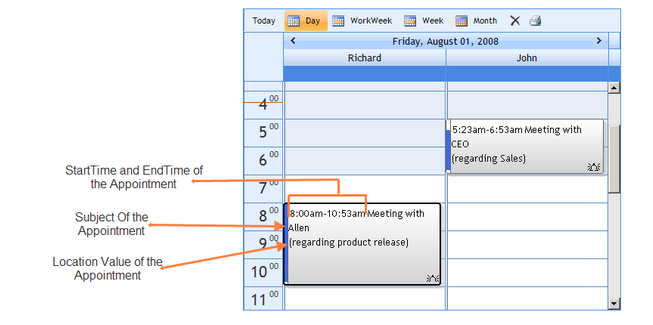 Today Day WorkWeek Week Month
Friday, August 01, 2008
Richard John
4 00
5 00
5:23am-6:53am Meeting with
CEO
(regarding Sales)
6 00
StartTime and EndTime of
the Appointment
7 00
8 00
8:00am-10:53am Meeting with
Allen
(regarding product release)
Subject Of the
Appointment
9 00
Location Value of the
Appointment
10 00
11 00